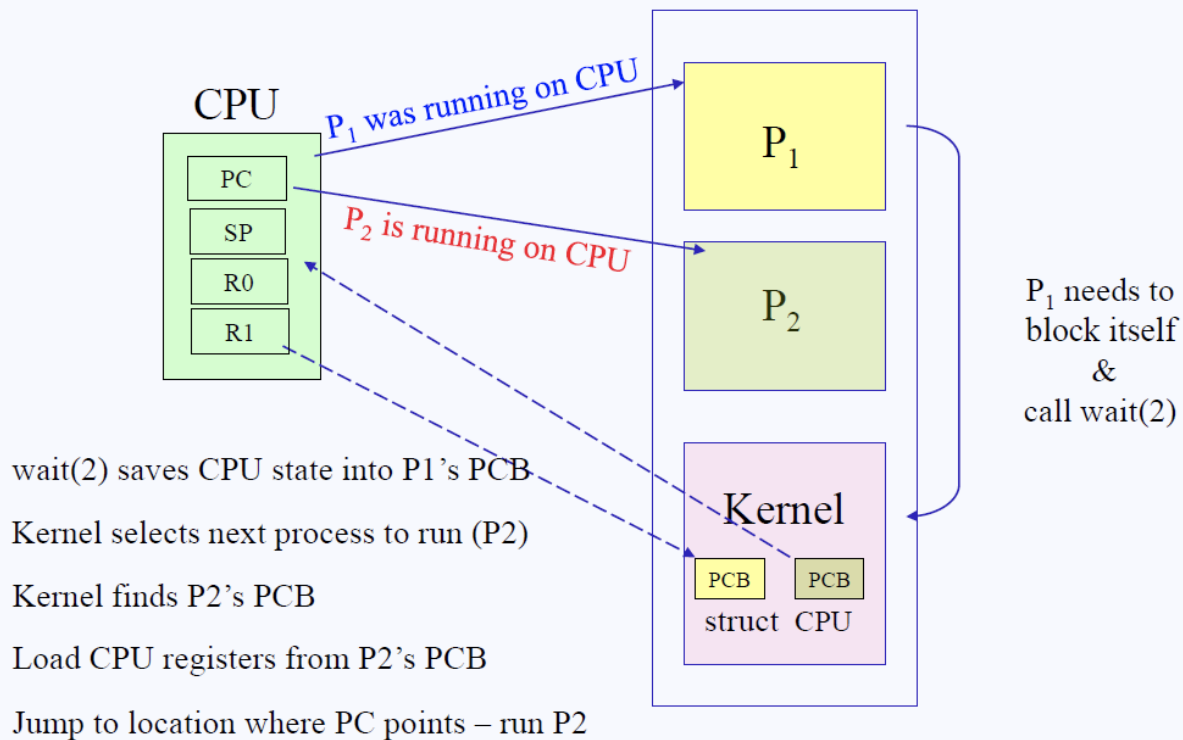 CPU
PC
SP
R0
R1
P₁ was running on CPU
P₂ is running on CPU
P₁
P₂
Kernel
PCB
PCB
struct CPU
P₁ needs to
block itself
&
call wait(2)
wait(2) saves CPU state into P1’s PCB
Kernel selects next process to run (P2)
Kernel finds P2’s PCB
Load CPU registers from P2’s PCB
Jump to location where PC points – run P2